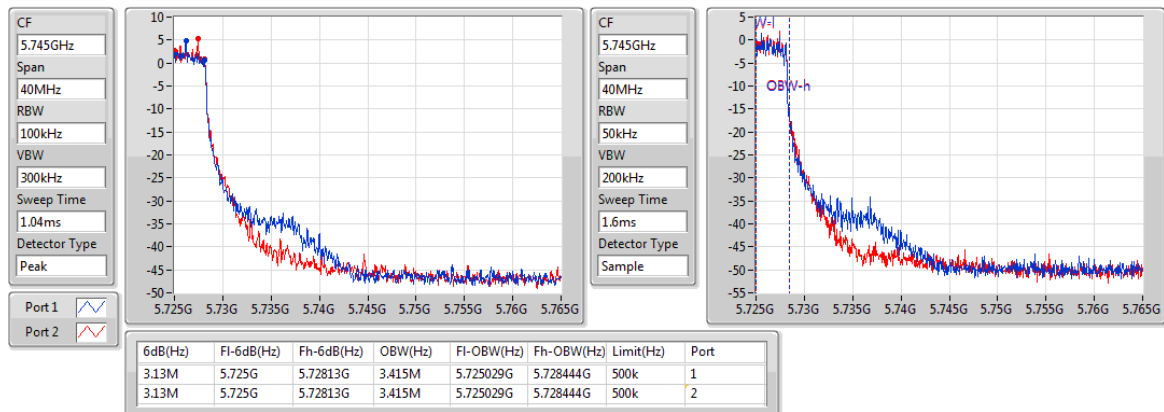 CF
5.745GHz
Span
40MHz
RBW
100kHz
VBW
300kHz
Sweep Time
1.04ms
Detector Type
Peak
Port 1
Port 2
10
5
0
-5
-10
-15
-20
-25
-30
-35
-40
-45
-50
5.725G 5.73G 5.735G 5.74G 5.745G 5.75G 5.755G 5.76G 5.765G
CF
5.745GHz
Span
40MHz
RBW
50kHz
VBW
200kHz
Sweep Time
1.6ms
Detector Type
Sample
5
0
-5
-10
-15
-20
-25
-30
-35
-40
-45
-50
-55
W-l
OBW-h
5.725G 5.73G 5.735G 5.74G 5.745G 5.75G 5.755G 5.76G 5.765G
6dB(Hz) Fl-6dB(Hz) Fh-6dB(Hz) OBW(Hz) Fl-OBW(Hz) Fh-OBW(Hz) Limit(Hz) Port
3.13M 5.725G 5.72813G 3.415M 5.725029G 5.728444G 500k 1
3.13M 5.725G 5.72813G 3.415M 5.725029G 5.728444G 500k 2